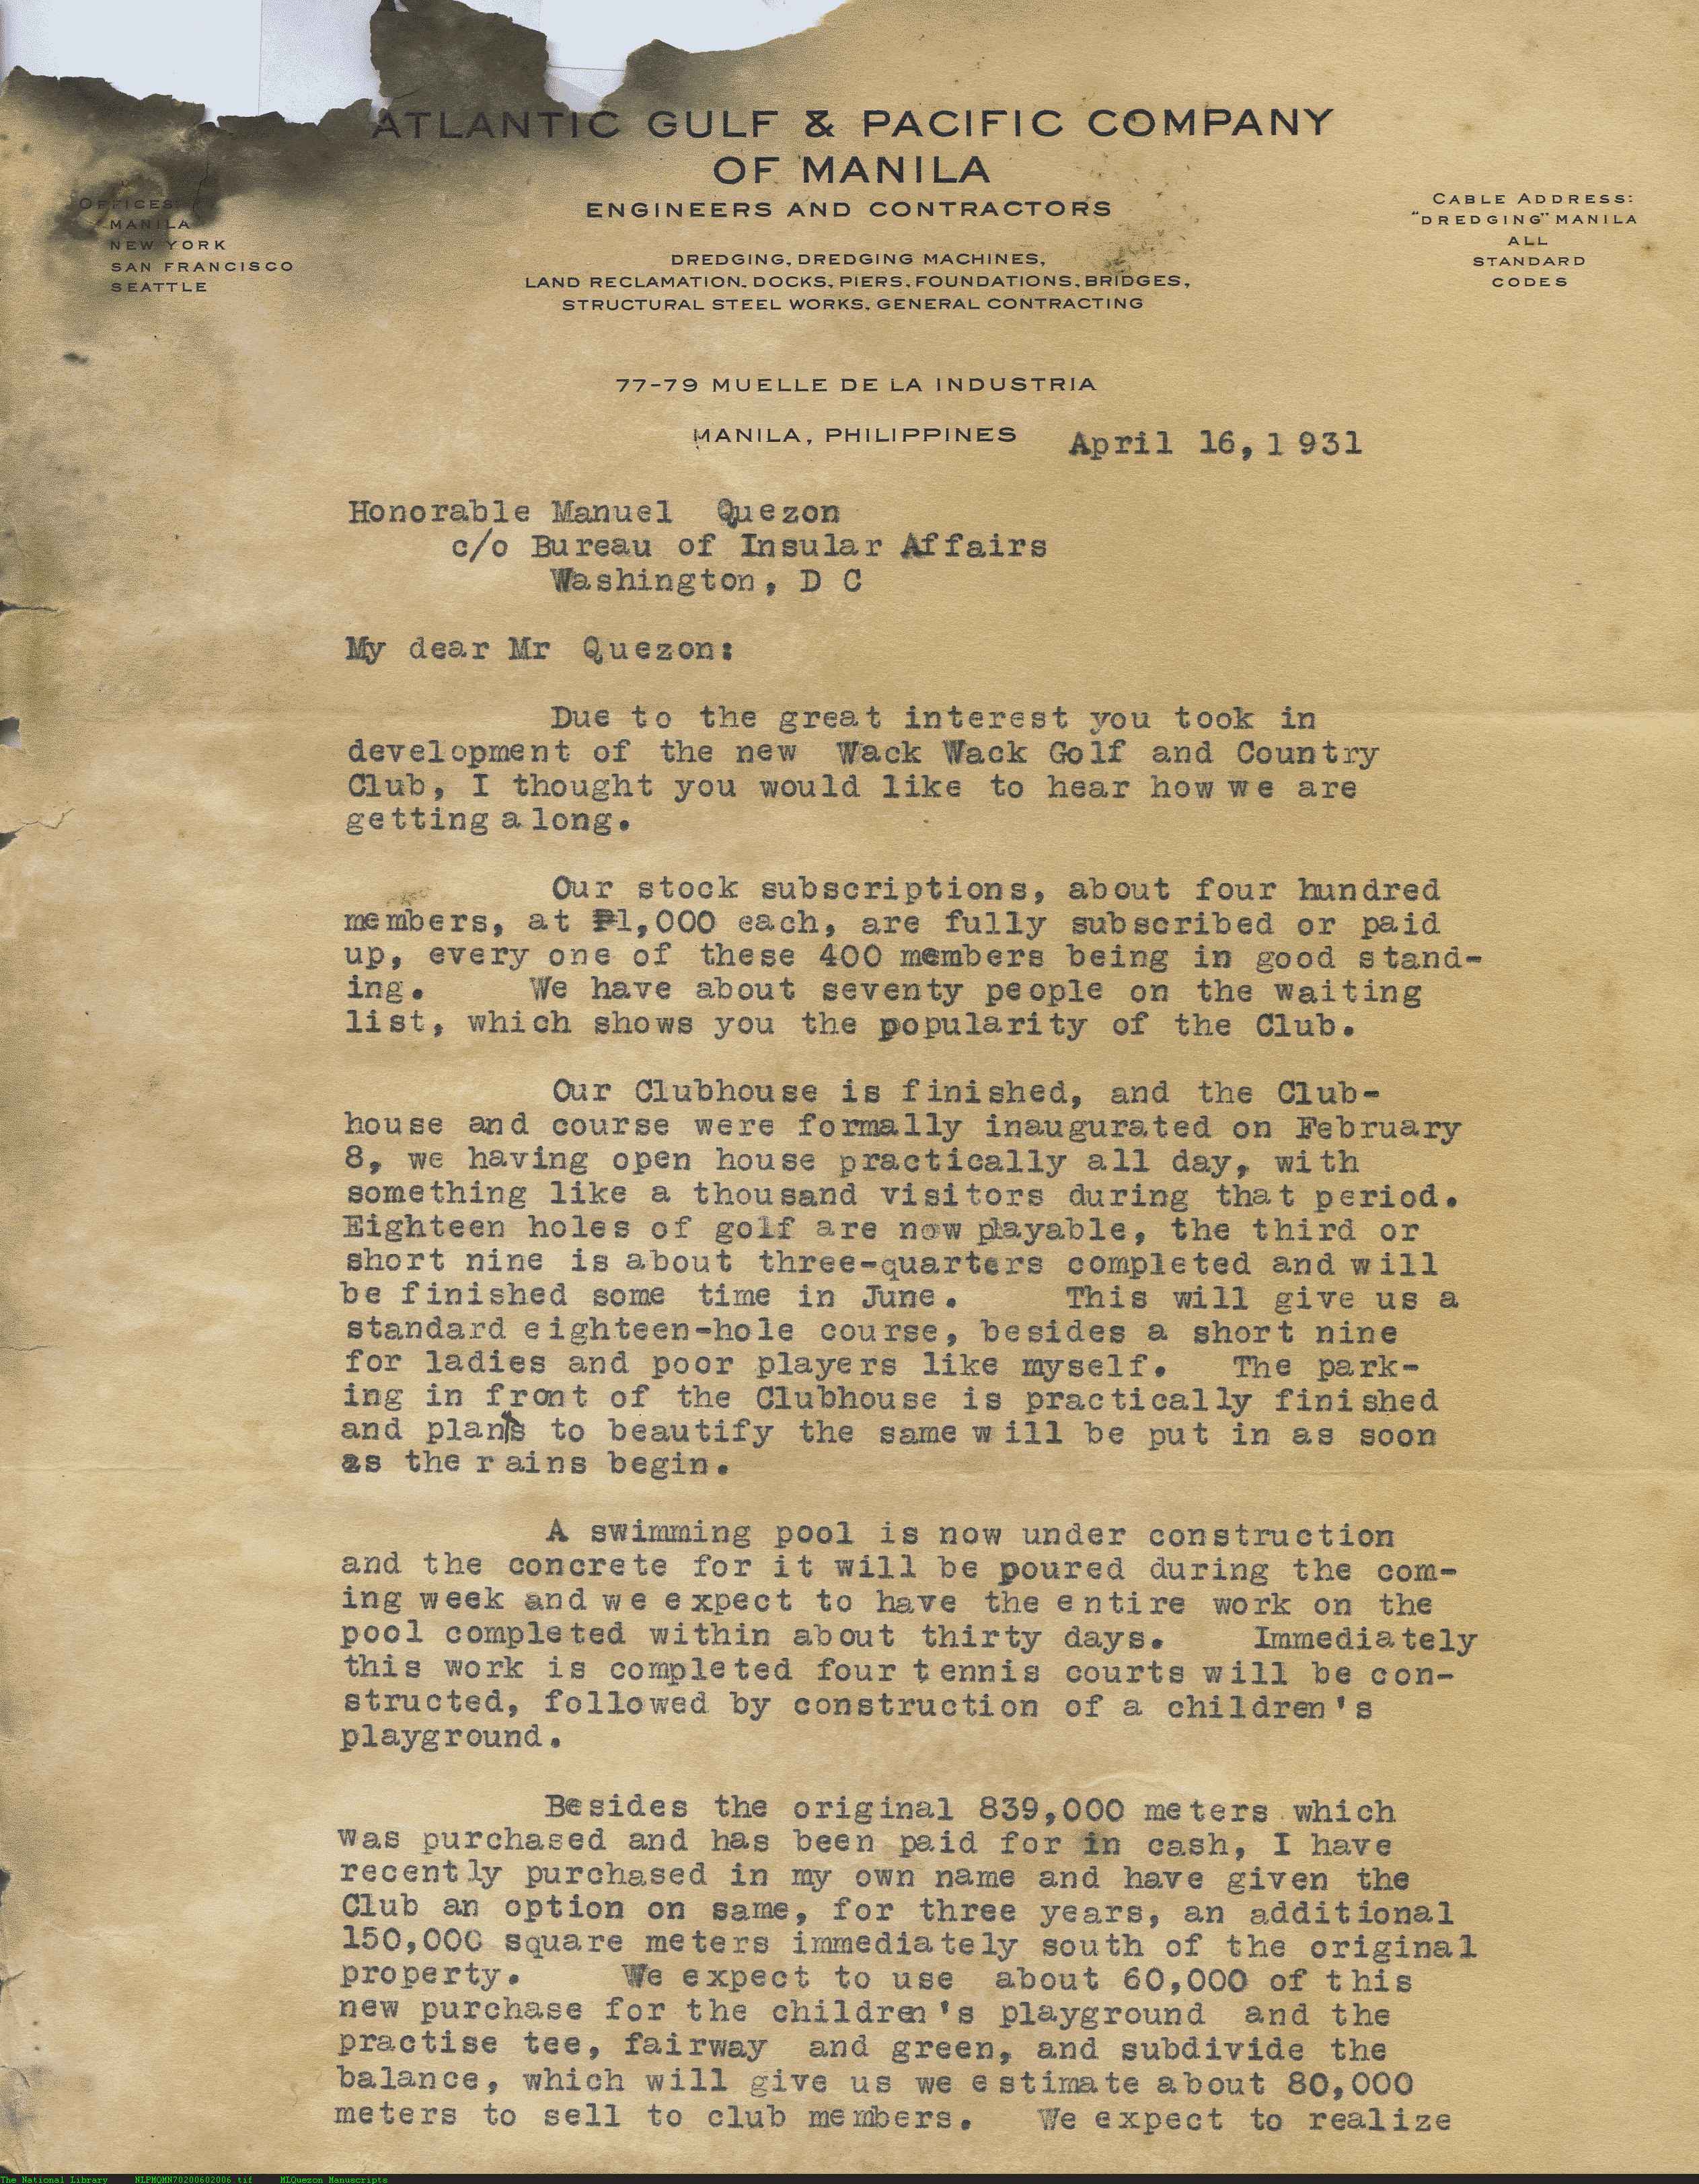 ATLANTIC GULF & PACIFIC COMPANY
OF MANILA
ENGINEERS AND CONTRACTORS
DREDGING, DREDGING MACHINES,
LAND RECLAMATION, DOCKS, PIERS, FOUNDATIONS, BRIDGES,
STRUCTURAL STEEL WORKS, GENERAL CONTRACTING
OFFICES
MANILA
NEW YORK
SAN FRANCISCO
SEATTLE
CABLE ADDRESS:
"DREDGING" MANILA
ALL
STANDARD
CODES
77-79 MUELLE DE LA INDUSTRIA
MANILA, PHILIPPINES April 16, 1931
Honorable Manuel Quezon
c/o Bureau of Insular Affairs
Washington, D C
My dear Mr Quezon:
Due to the great interest you took in
development of the new Wack Wack Golf and Country
Club, I thought you would like to hear how we are
getting along.
Our stock subscriptions, about four hundred
members, at ₱1,000 each, are fully subscribed or paid
up, every one of these 400 members being in good stand-
ing. We have about seventy people on the waiting
list, which shows you the popularity of the Club.
Our Clubhouse is finished, and the Club-
house and course were formally inaugurated on February
8, we having open house practically all day, with
something like a thousand visitors during that period.
Eighteen holes of golf are now playable, the third or
short nine is about three-quarters completed and will
be finished some time in June. This will give us a
standard eighteen-hole course, besides a short nine
for ladies and poor players like myself. The park-
ing in front of the Clubhouse is practically finished
and plants to beautify the same will be put in as soon
as the rains begin.
A swimming pool is now under construction
and the concrete for it will be poured during the com-
ing week and we expect to have the entire work on the
pool completed within about thirty days. Immediately
this work is completed four tennis courts will be con-
structed, followed by construction of a children's
playground.
Besides the original 839,000 meters which
was purchased and has been paid for in cash, I have
recently purchased in my own name and have given the
Club an option on same, for three years, an additional
150,000 square meters immediately south of the original
property. We expect to use about 60,000 of this
new purchase for the children's playground and the
practise tee, fairway and green, and subdivide the
balance, which will give us we estimate about 80,000
meters to sell to club members. We expect to realize
The National Library NLPMQMN70200602006.tif MLQuezon Manuscripts